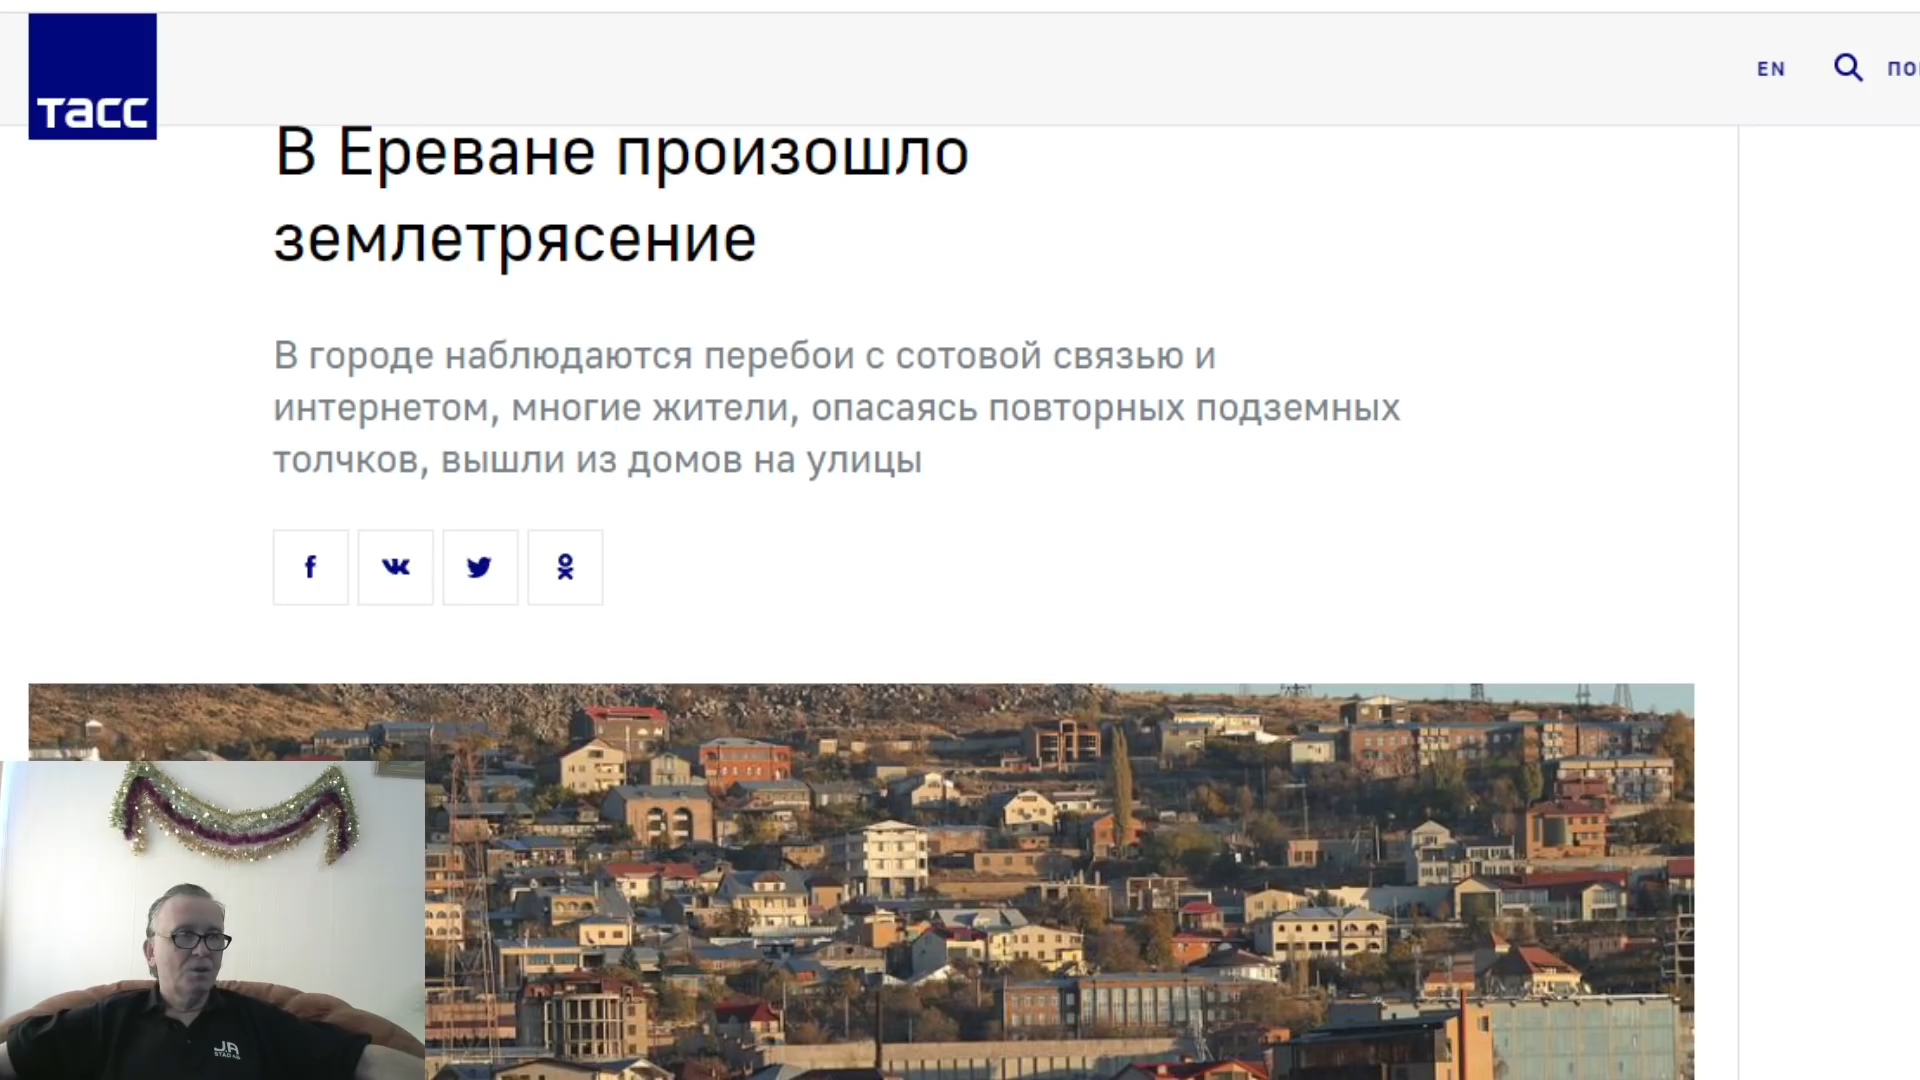 тасс
EN
В Ереване произошло
землетрясение
В городе наблюдаются перебои с сотовой связью и
интернетом, многие жители, опасаясь повторных подземных
толчков, вышли из домов на улицы
J.A